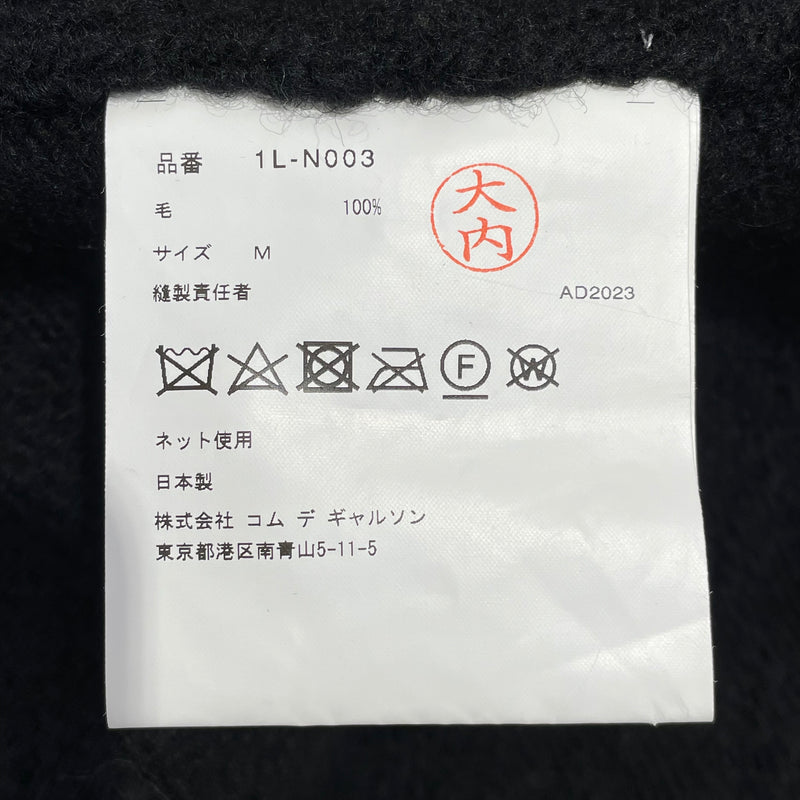 品番 1L-N003
毛 100%
大内
サイズ M
縫製責任者 AD2023
F W
ネット使用
日本製
株式会社 コム デ ギャルソン
東京都港区南青山5-11-5